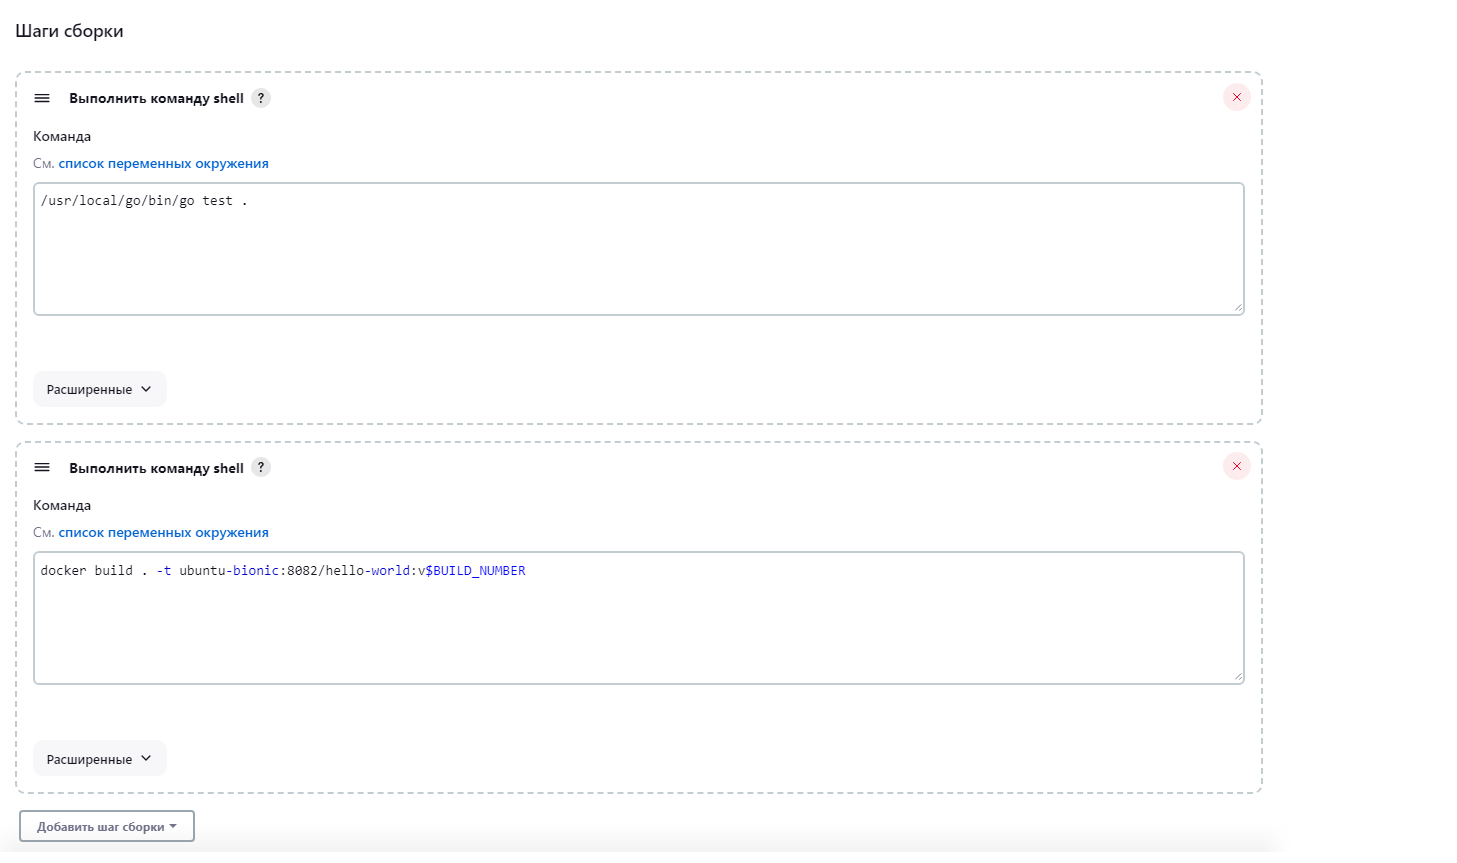 Шаги сборки
Выполнить команду shell ?
Команда
См. список переменных окружения
/usr/local/go/bin/go test .
Расширенные
Выполнить команду shell ?
Команда
См. список переменных окружения
docker build . -t ubuntu-bionic:8082/hello-world:v$BUILD_NUMBER
Расширенные
Добавить шаг сборки